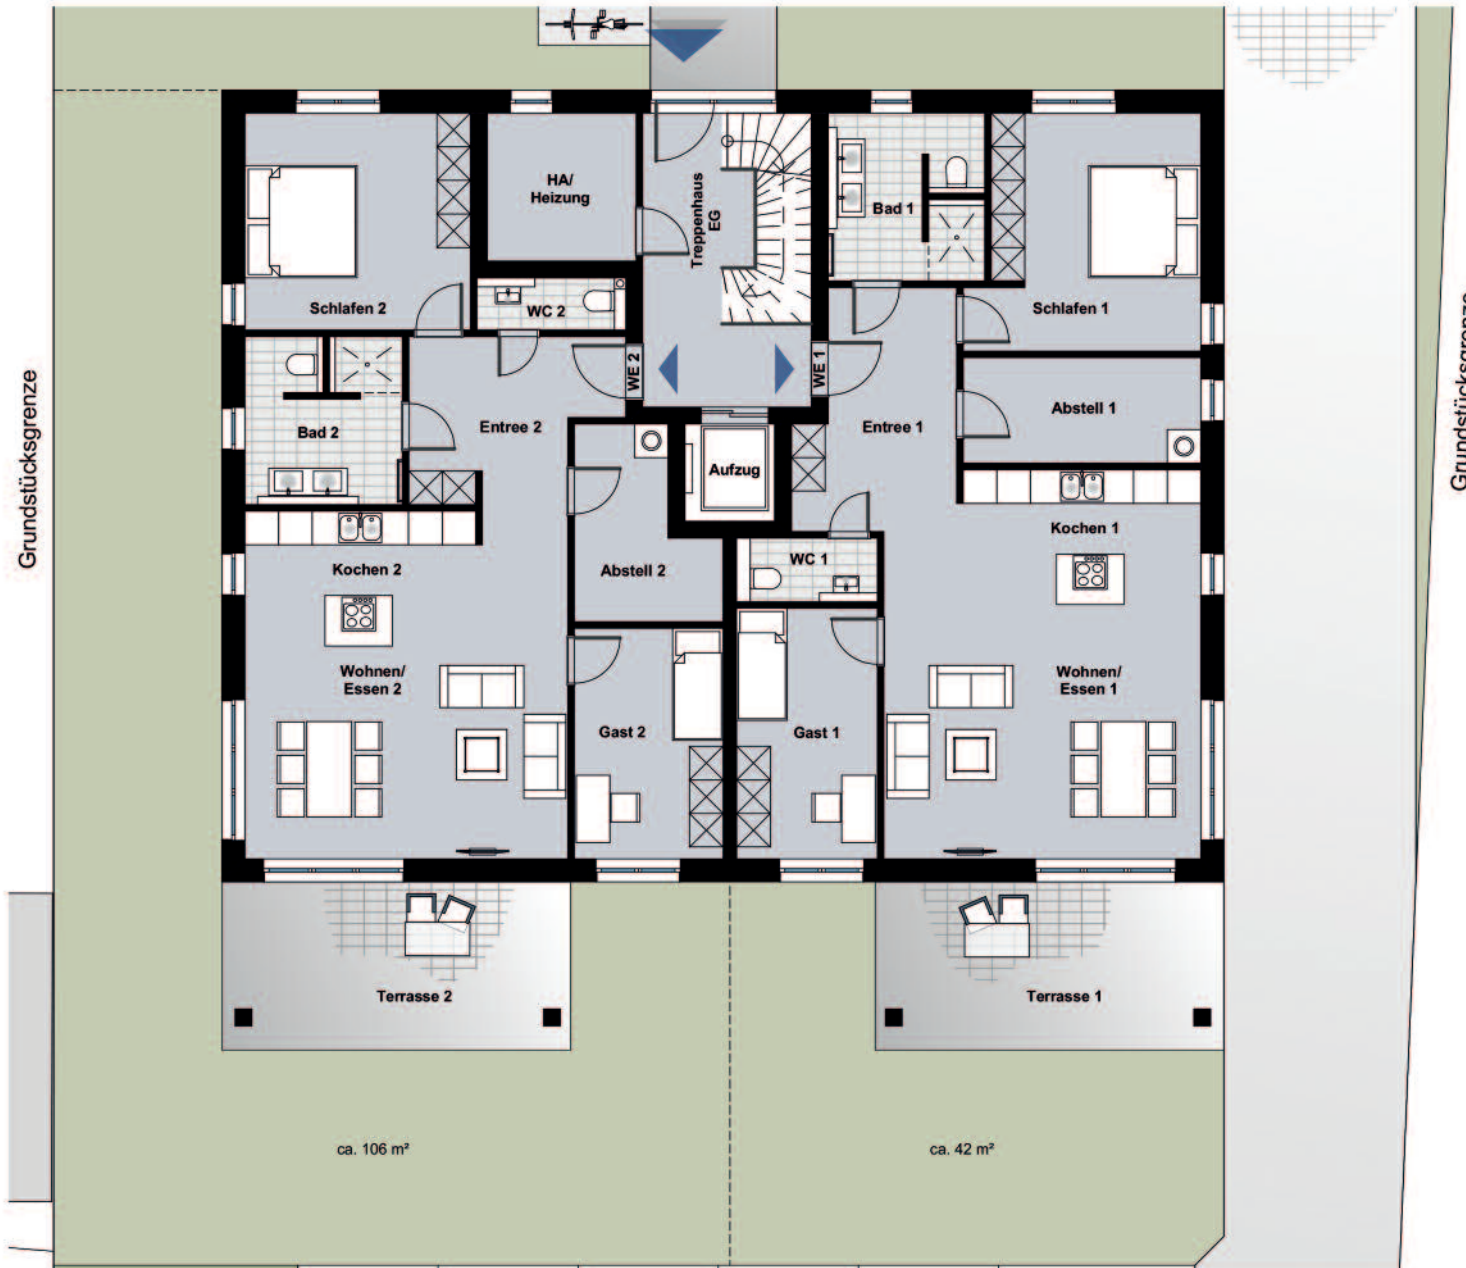 HA/
Heizung
Treppenhaus
EG
Bad 1
Schlafen 2
WC 2
Schlafen 1
WE 2
WE 1
Abstell 1
Bad 2
Entree 2
Entree 1
Aufzug
Grundstücksgrenze
Grundstücksgrenze
Kochen 1
Kochen 2
Abstell 2
WC 1
Wohnen/
Essen 2
Wohnen/
Essen 1
Gast 2
Gast 1
Terrasse 2
Terrasse 1
ca. 106 m²
ca. 42 m²